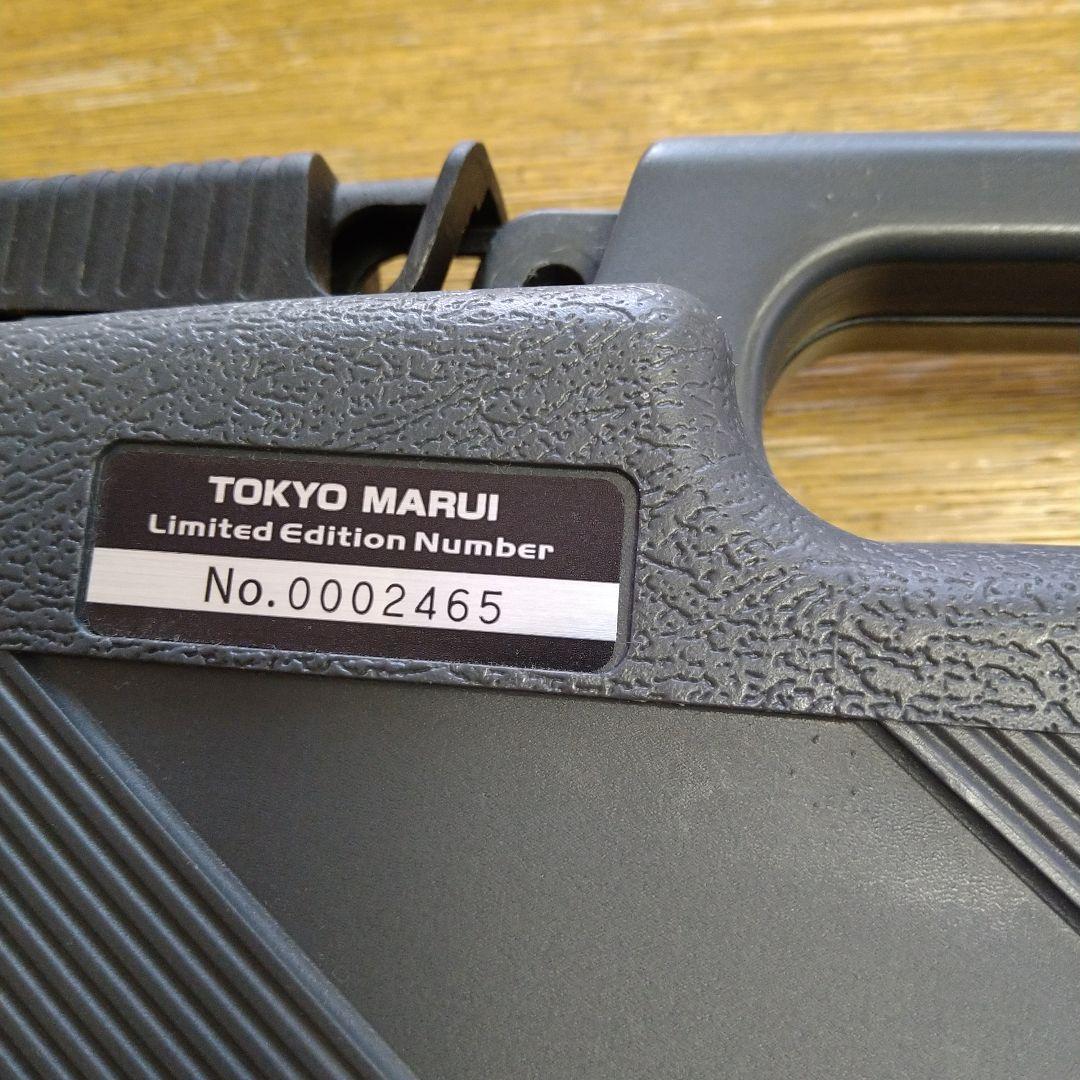 TOKYO MARUI
Limited Edition Number
No.0002465